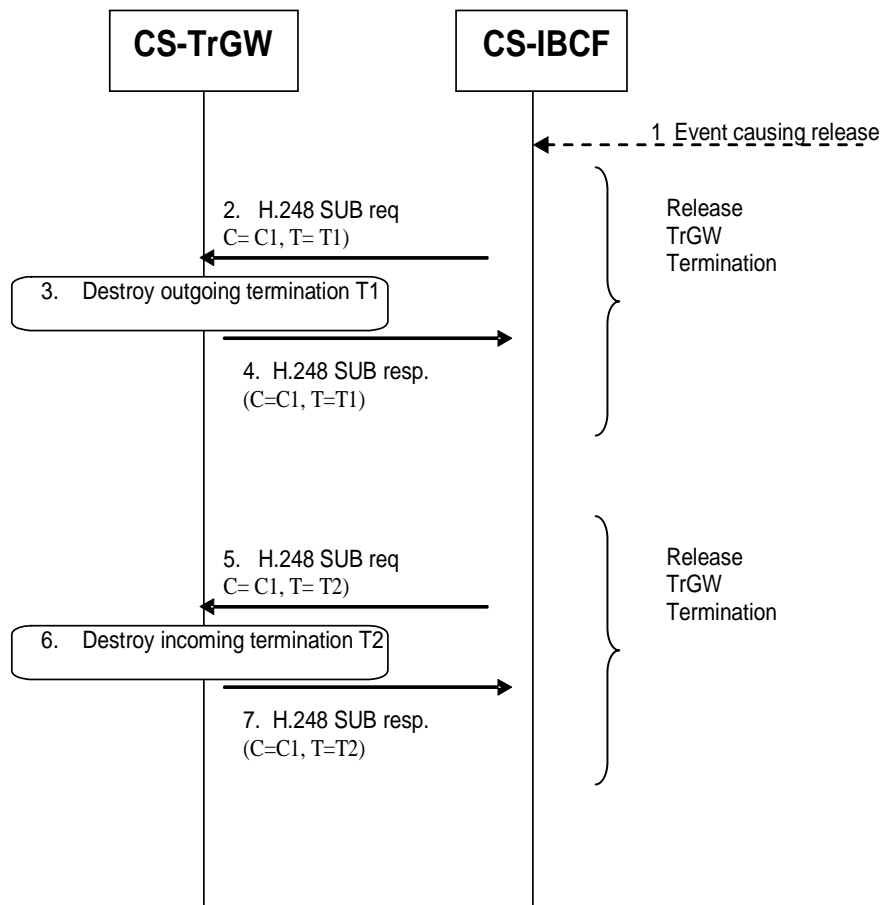 CS-TrGW
CS-IBCF
1 Event causing release
2. H.248 SUB req
C= C1, T= T1)
Release
TrGW
Termination
3. Destroy outgoing termination T1
4. H.248 SUB resp.
(C=C1, T=T1)
5. H.248 SUB req
C= C1, T= T2)
Release
TrGW
Termination
6. Destroy incoming termination T2
7. H.248 SUB resp.
(C=C1, T=T2)